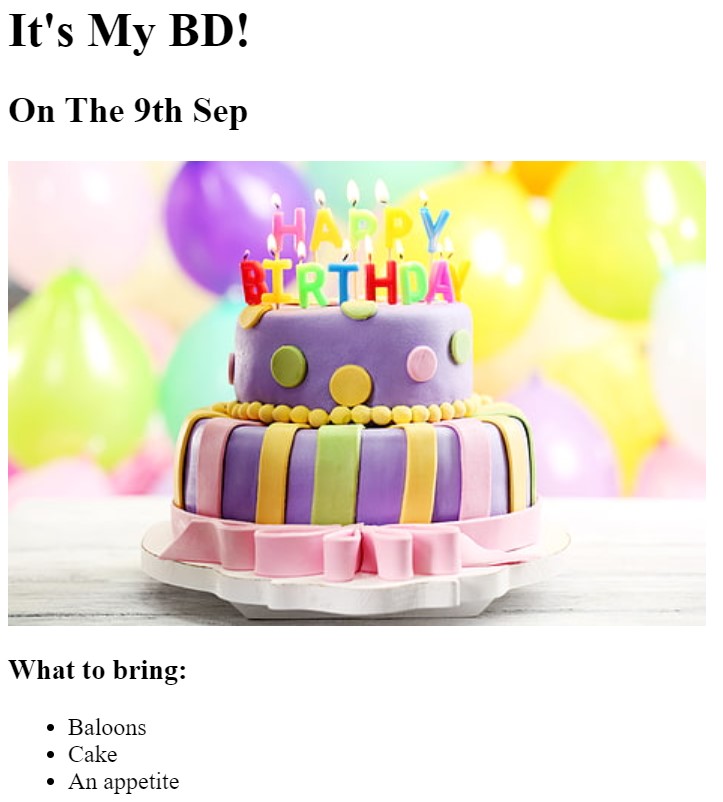 It's My BD!
On The 9th Sep
HAPPY
BIRTHDAY
What to bring:
Baloons
Cake
An appetite